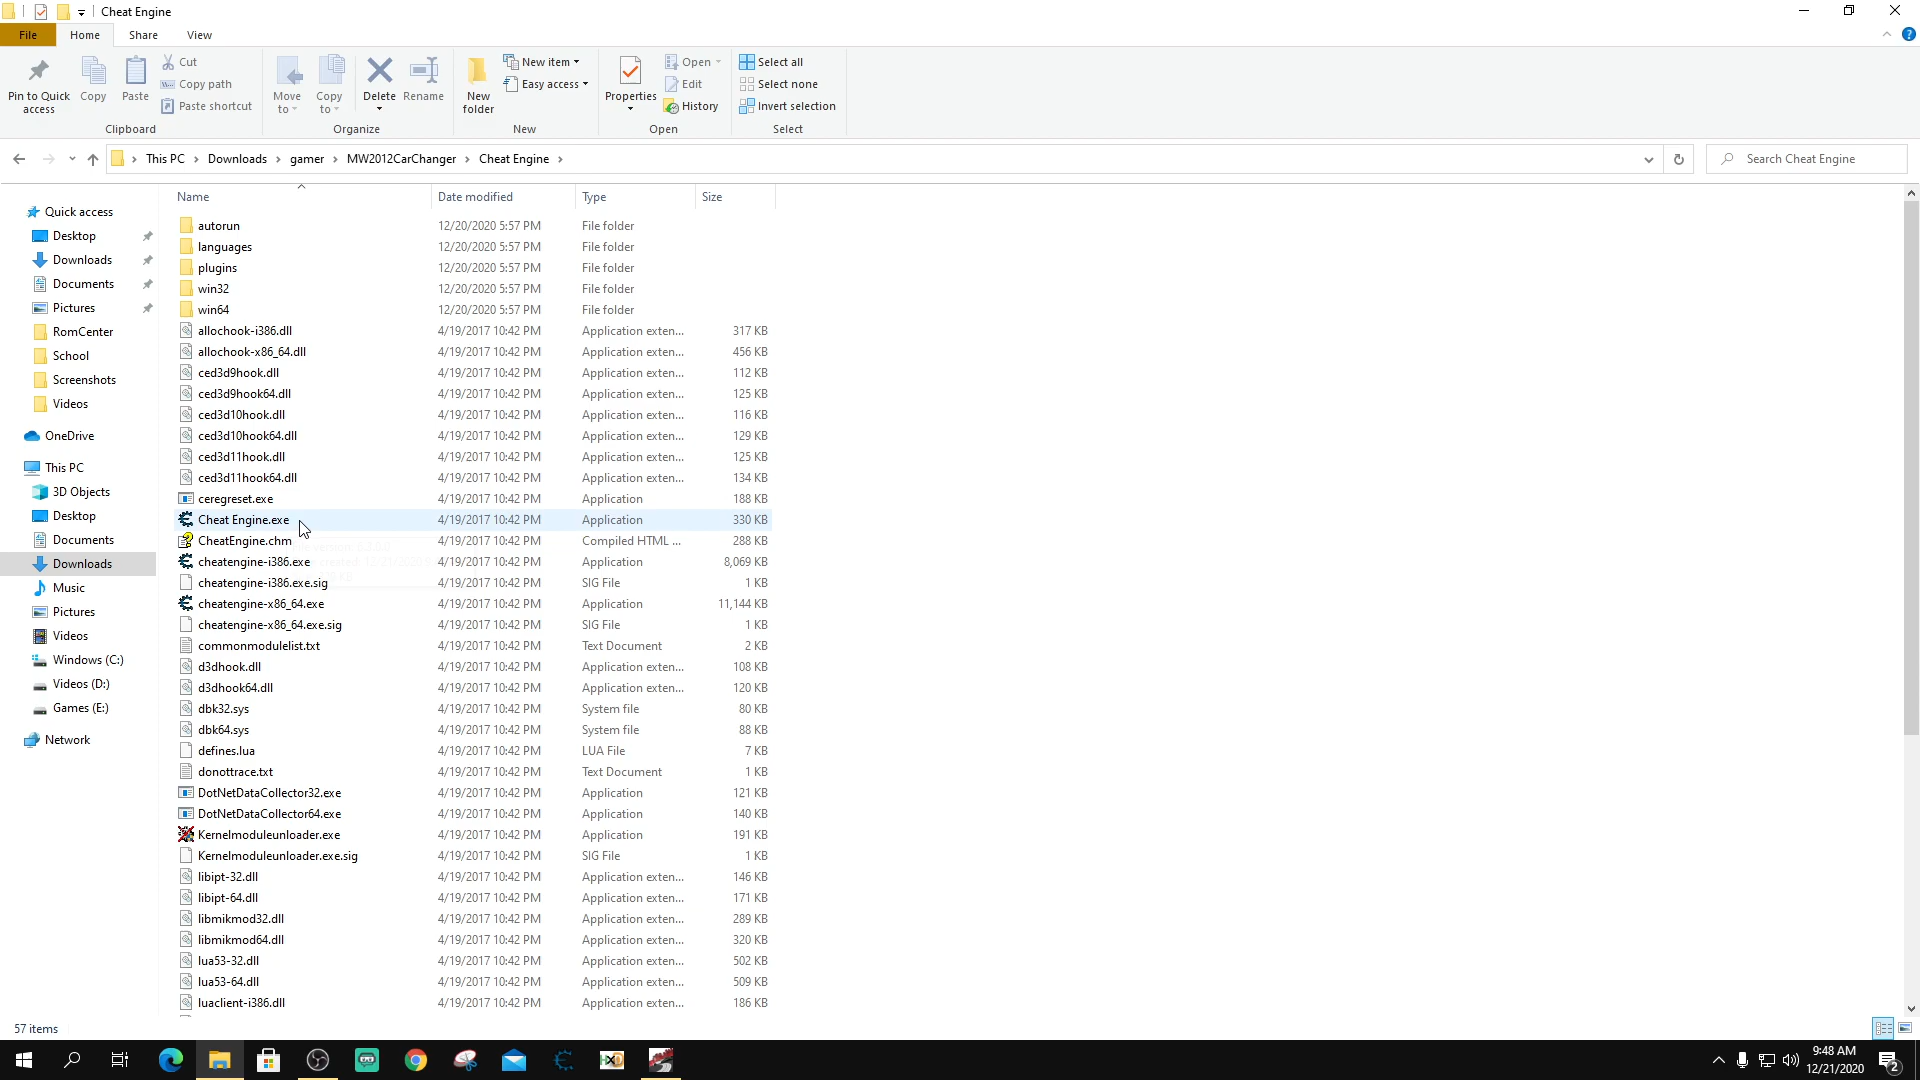 Cheat Engine
File Home Share View
Pin to Quick access
Copy
Paste
Cut
Copy path
Paste shortcut
Clipboard
Move to
Copy to
Delete
Rename
Organize
New folder
New item
Easy access
New
Properties
Open
Edit
History
Open
Select all
Select none
Invert selection
Select
This PC > Downloads > gamer > MW2012CarChanger > Cheat Engine >
Search Cheat Engine
Quick access
Desktop
Downloads
Documents
Pictures
RomCenter
School
Screenshots
Videos
OneDrive
This PC
3D Objects
Desktop
Documents
Downloads
Music
Pictures
Videos
Windows (C:)
Videos (D:)
Games (E:)
Network
Name Date modified Type Size
autorun 12/20/2020 5:57 PM File folder
languages 12/20/2020 5:57 PM File folder
plugins 12/20/2020 5:57 PM File folder
win32 12/20/2020 5:57 PM File folder
win64 12/20/2020 5:57 PM File folder
allochook-i386.dll 4/19/2017 10:42 PM Application exten... 317 KB
allochook-x86_64.dll 4/19/2017 10:42 PM Application exten... 456 KB
ced3d9hook.dll 4/19/2017 10:42 PM Application exten... 112 KB
ced3d9hook64.dll 4/19/2017 10:42 PM Application exten... 125 KB
ced3d10hook.dll 4/19/2017 10:42 PM Application exten... 116 KB
ced3d10hook64.dll 4/19/2017 10:42 PM Application exten... 129 KB
ced3d11hook.dll 4/19/2017 10:42 PM Application exten... 125 KB
ced3d11hook64.dll 4/19/2017 10:42 PM Application exten... 134 KB
ceregreset.exe 4/19/2017 10:42 PM Application 188 KB
Cheat Engine.exe 4/19/2017 10:42 PM Application 330 KB
CheatEngine.chm 4/19/2017 10:42 PM Compiled HTML ... 288 KB
cheatengine-i386.exe 4/19/2017 10:42 PM Application 8,069 KB
cheatengine-i386.exe.sig 4/19/2017 10:42 PM SIG File 1 KB
cheatengine-x86_64.exe 4/19/2017 10:42 PM Application 11,144 KB
cheatengine-x86_64.exe.sig 4/19/2017 10:42 PM SIG File 1 KB
commonmodulelist.txt 4/19/2017 10:42 PM Text Document 2 KB
d3dhook.dll 4/19/2017 10:42 PM Application exten... 108 KB
d3dhook64.dll 4/19/2017 10:42 PM Application exten... 120 KB
dbk32.sys 4/19/2017 10:42 PM System file 80 KB
dbk64.sys 4/19/2017 10:42 PM System file 88 KB
defines.lua 4/19/2017 10:42 PM LUA File 7 KB
donottrace.txt 4/19/2017 10:42 PM Text Document 1 KB
DotNetDataCollector32.exe 4/19/2017 10:42 PM Application 121 KB
DotNetDataCollector64.exe 4/19/2017 10:42 PM Application 140 KB
Kernelmoduleunloader.exe 4/19/2017 10:42 PM Application 191 KB
Kernelmoduleunloader.exe.sig 4/19/2017 10:42 PM SIG File 1 KB
libipt-32.dll 4/19/2017 10:42 PM Application exten... 146 KB
libipt-64.dll 4/19/2017 10:42 PM Application exten... 171 KB
libmikmod32.dll 4/19/2017 10:42 PM Application exten... 289 KB
libmikmod64.dll 4/19/2017 10:42 PM Application exten... 320 KB
lua53-32.dll 4/19/2017 10:42 PM Application exten... 502 KB
lua53-64.dll 4/19/2017 10:42 PM Application exten... 509 KB
luaclient-i386.dll 4/19/2017 10:42 PM Application exten... 186 KB
57 items
9:48 AM
12/21/2020
2